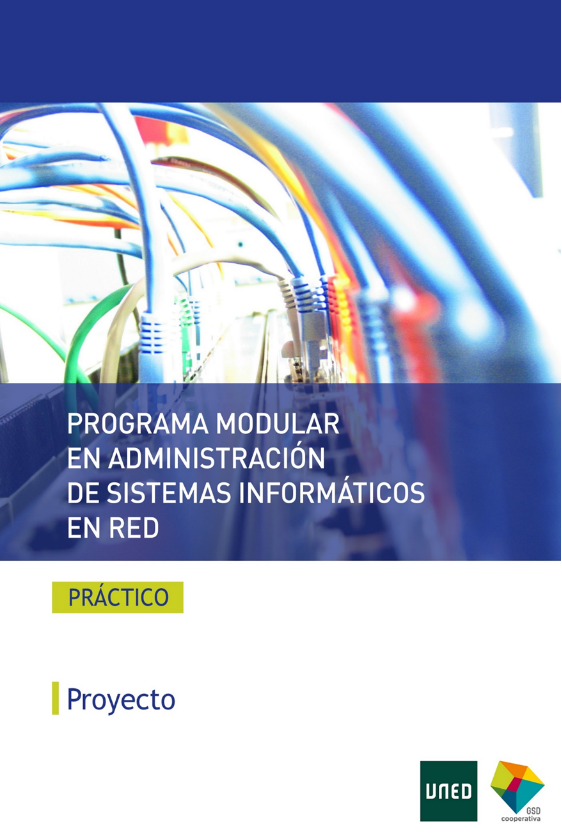 PROGRAMA MODULAR
EN ADMINISTRACIÓN
DE SISTEMAS INFORMÁTICOS
EN RED
PRÁCTICO
Proyecto
UNED
GSD
cooperativa